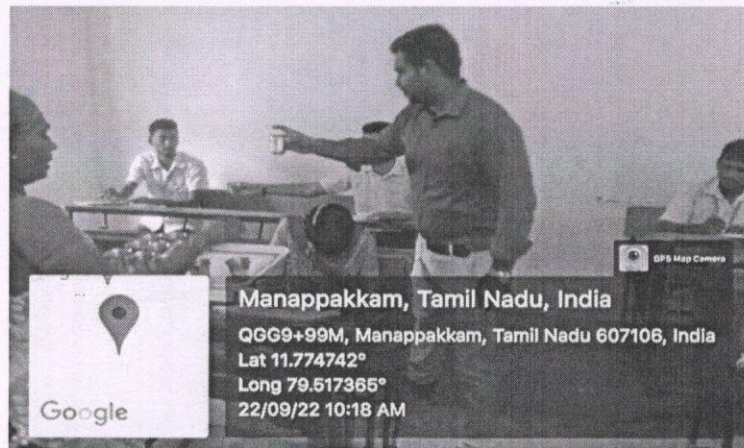 GPS Map Camera
Manappakkam, Tamil Nadu, India
QGG9+99M, Manappakkam, Tamil Nadu 607106, India
Lat 11.774742°
Long 79.517365°
22/09/22 10:18 AM
Google